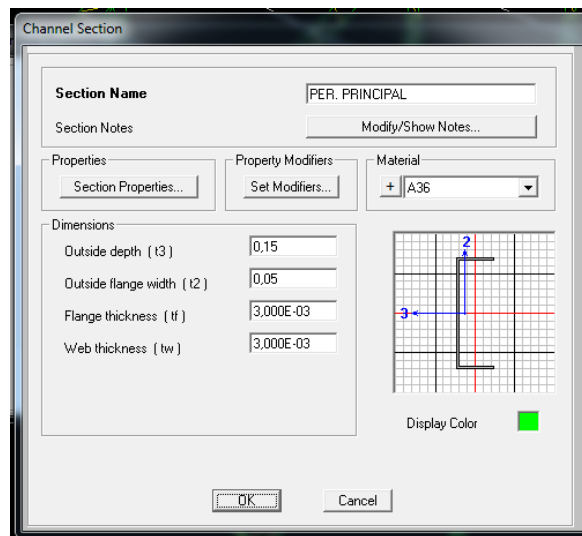 Channel Section
Section Name PER. PRINCIPAL
Section Notes Modify/Show Notes...
Properties Property Modifiers Material
Section Properties... Set Modifiers... + A36
Dimensions
Outside depth ( t3 ) 0,15
Outside flange width ( t2 ) 0,05
Flange thickness ( tf ) 3,000E-03
Web thickness ( tw ) 3,000E-03
2
3
Display Color
OK Cancel